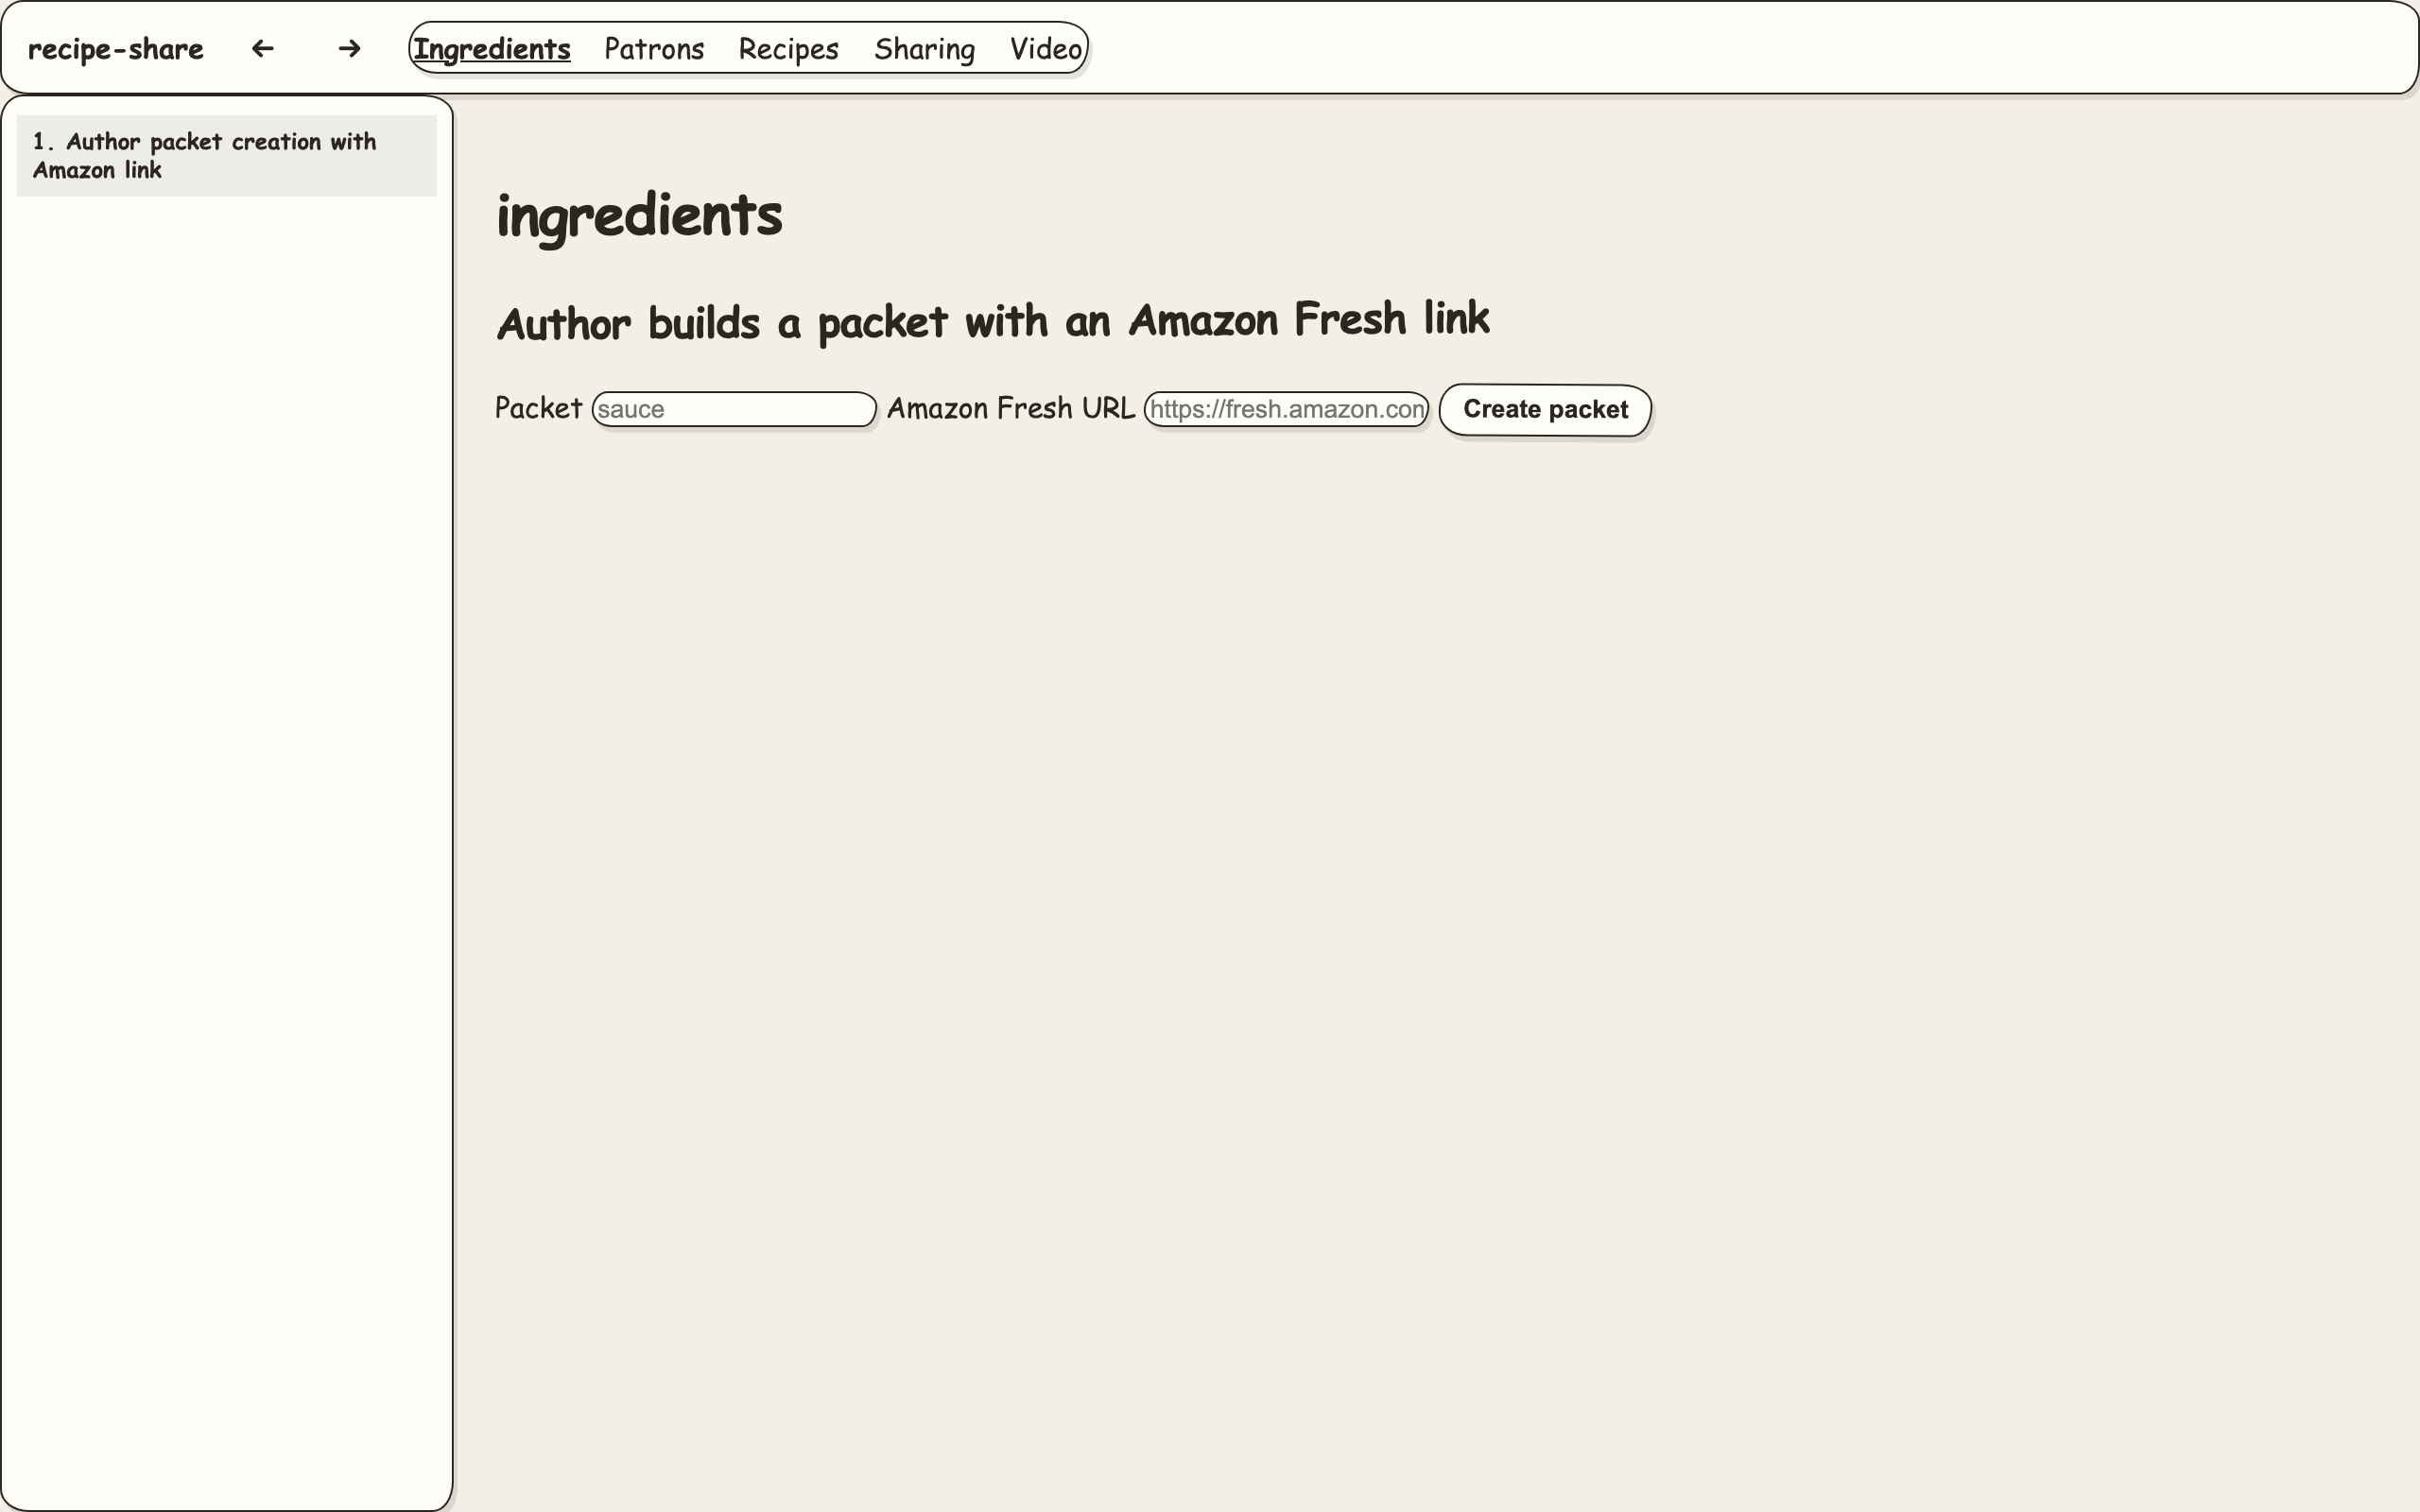 recipe-share ← → Ingredients Patrons Recipes Sharing Video
1. Author packet creation with
Amazon link
ingredients
Author builds a packet with an Amazon Fresh link
Packet sauce Amazon Fresh URL https://fresh.amazon.com Create packet